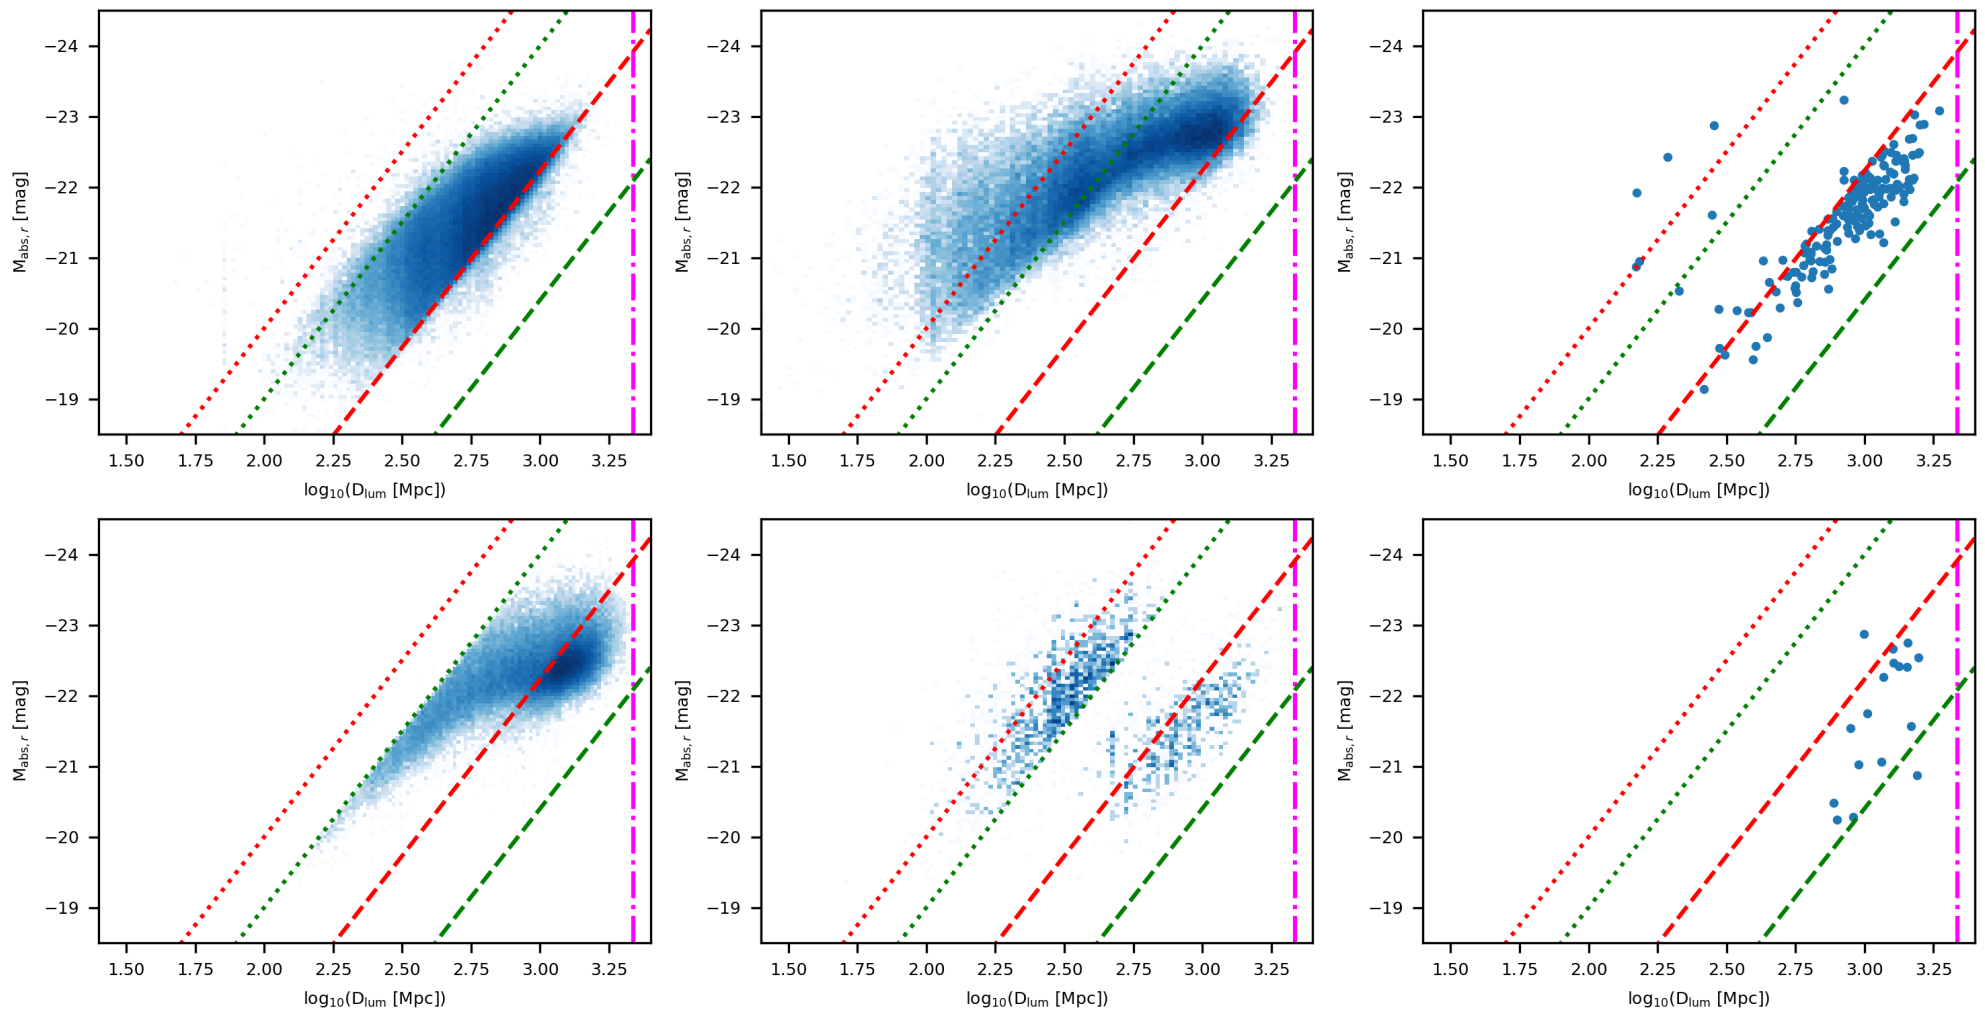 −24 −24 −24
−23 −23 −23
−22 −22 −22
−21 −21 −21
−20 −20 −20
−19 −19 −19
M_abs, r [mag] M_abs, r [mag] M_abs, r [mag]
1.50 1.75 2.00 2.25 2.50 2.75 3.00 3.25 1.50 1.75 2.00 2.25 2.50 2.75 3.00 3.25 1.50 1.75 2.00 2.25 2.50 2.75 3.00 3.25
log₁₀(D_lum [Mpc]) log₁₀(D_lum [Mpc]) log₁₀(D_lum [Mpc])
−24 −24 −24
−23 −23 −23
−22 −22 −22
−21 −21 −21
−20 −20 −20
−19 −19 −19
M_abs, r [mag] M_abs, r [mag] M_abs, r [mag]
1.50 1.75 2.00 2.25 2.50 2.75 3.00 3.25 1.50 1.75 2.00 2.25 2.50 2.75 3.00 3.25 1.50 1.75 2.00 2.25 2.50 2.75 3.00 3.25
log₁₀(D_lum [Mpc]) log₁₀(D_lum [Mpc]) log₁₀(D_lum [Mpc])